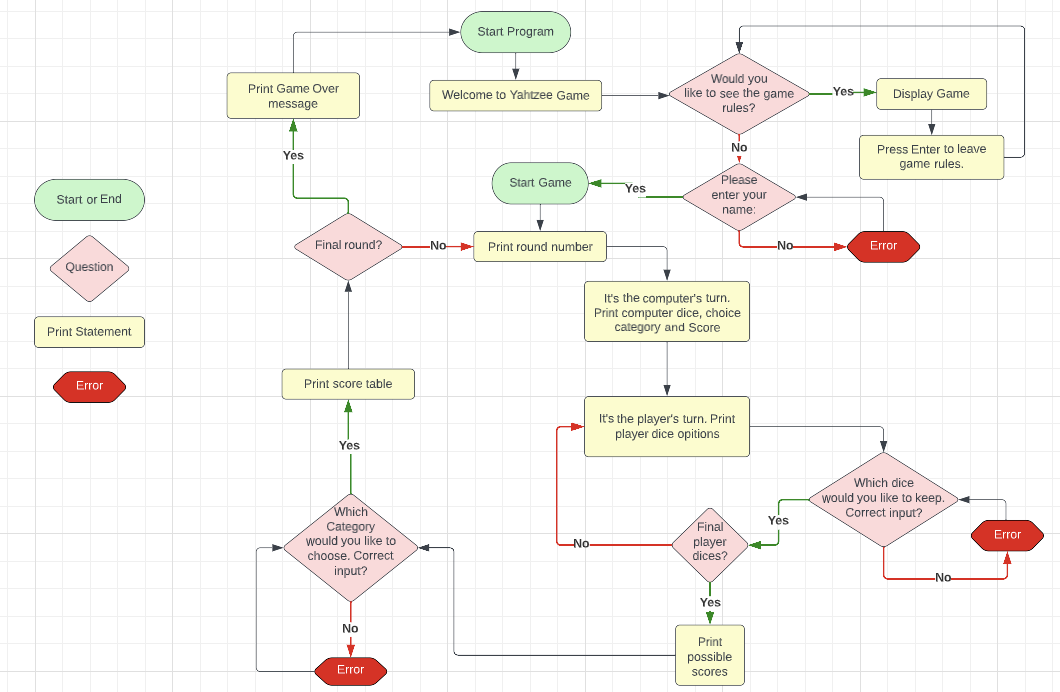 Start Program
Welcome to Yahtzee Game
Would you
like to see the game
rules?
Yes
Display Game
Press Enter to leave
game rules.
No
Please
enter your
name:
Yes
No
Error
Start Game
Print round number
It's the computer's turn.
Print computer dice, choice
category and Score
It's the player's turn. Print
player dice opitions
Which dice
would you like to keep.
Correct input?
No
Error
Yes
Final
player
dices?
No
Yes
Print
possible
scores
Which
Category
would you like to
choose. Correct
input?
No
Error
Yes
Print score table
Final round?
No
Yes
Print Game Over
message
Start or End
Question
Print Statement
Error